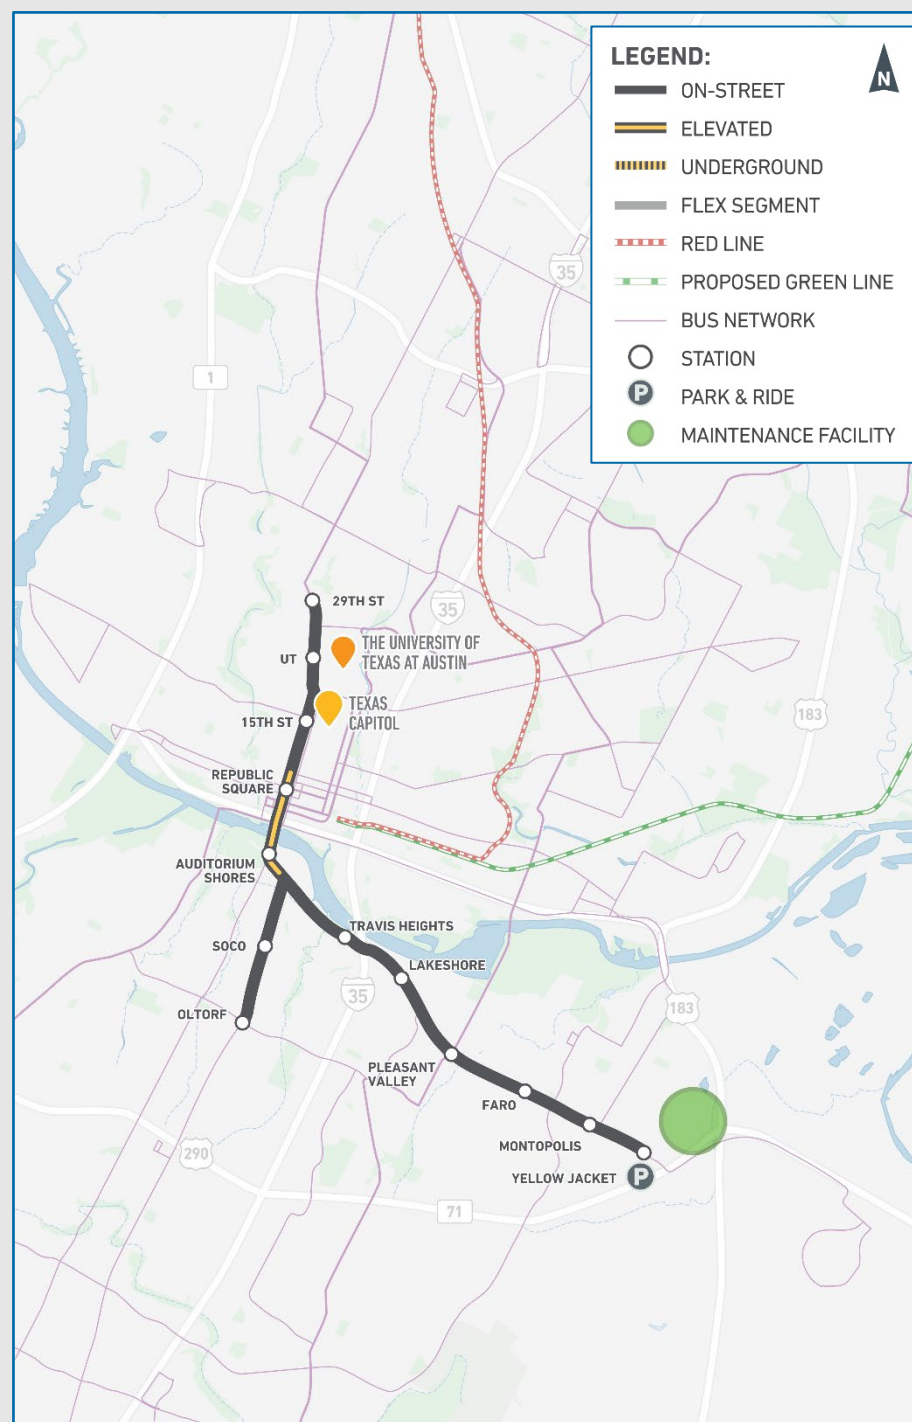 LEGEND:
N
ON-STREET
ELEVATED
UNDERGROUND
FLEX SEGMENT
RED LINE
PROPOSED GREEN LINE
BUS NETWORK
STATION
P
PARK & RIDE
MAINTENANCE FACILITY
35
1
29TH ST
35
UT
THE UNIVERSITY OF
TEXAS AT AUSTIN
15TH ST
TEXAS
CAPITOL
183
REPUBLIC
SQUARE
AUDITORIUM
SHORES
TRAVIS HEIGHTS
SOCO
LAKESHORE
35
183
OLTORF
PLEASANT
VALLEY
FARO
MONTOPOLIS
290
YELLOW JACKET
P
71